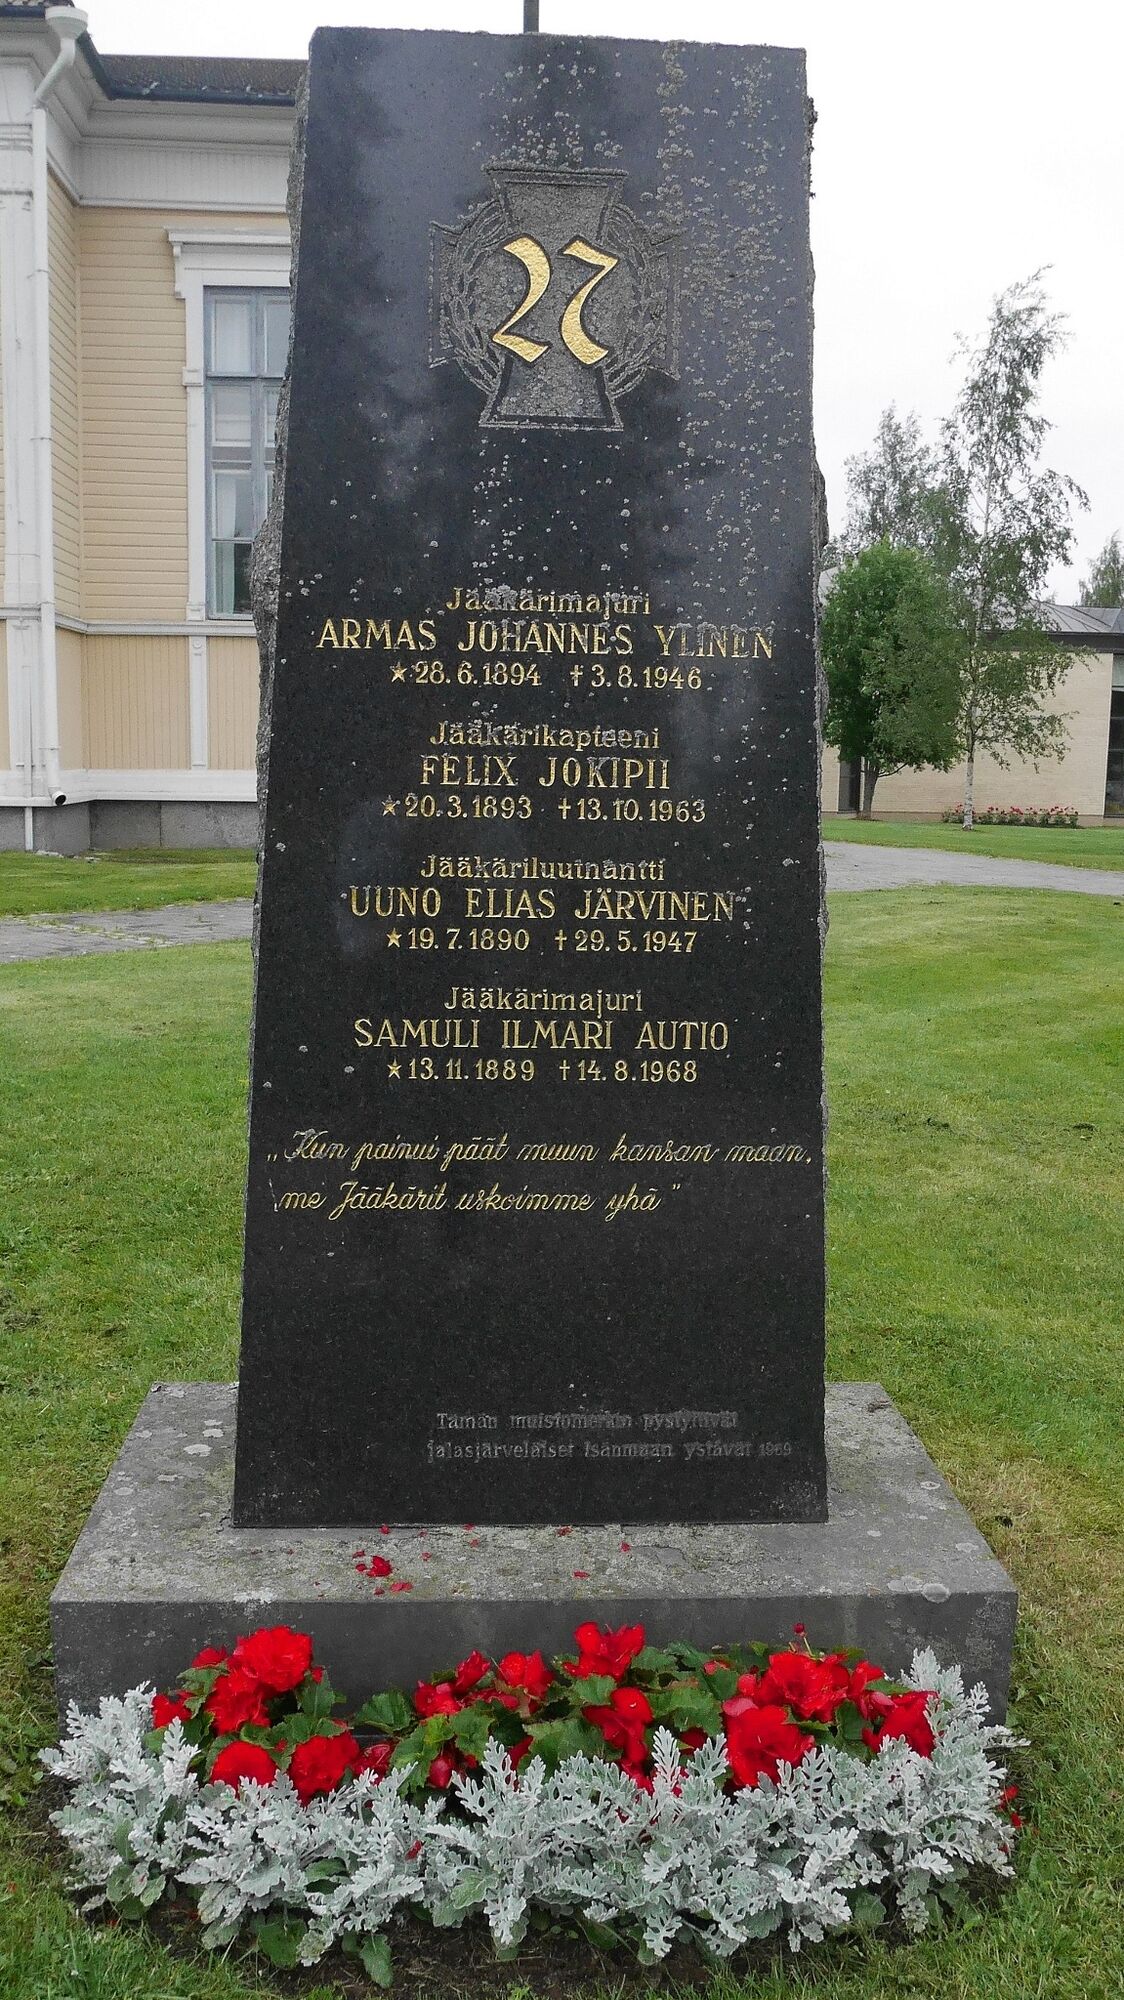 27
Jääkärimajuri
ARMAS JOHANNES YLINEN
★28.6.1894 ✝3.8.1946
Jääkärikapteeni
FELIX JOKIPII
★20.3.1893 ✝13.10.1963
Jääkäriluutnantti
UUNO ELIAS JÄRVINEN
★19.7.1890 ✝29.5.1947
Jääkärimajuri
SAMULI ILMARI AUTIO
★13.11.1889 ✝14.8.1968
„Kun painui päät muun kansan maan,
me Jääkärit uskoimme yhä”
Tämän muistomerkin pystyttivät
jalasjärveläiset Isänmaan ystävät 1969